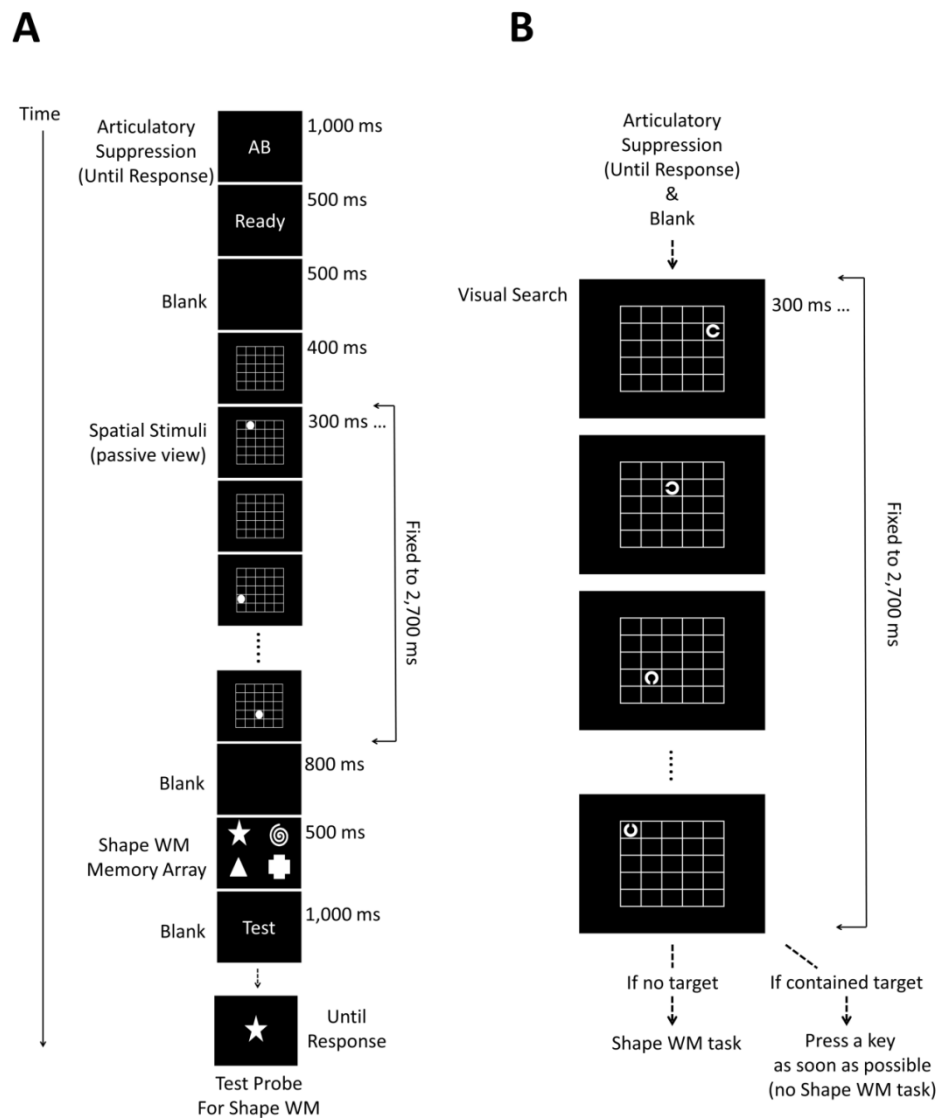 A
Time
Articulatory
Suppression
(Until Response)
AB
1,000 ms
Ready
500 ms
Blank
500 ms
400 ms
Spatial Stimuli
(passive view)
300 ms ...
Fixed to 2,700 ms
Blank
800 ms
Shape WM
Memory Array
500 ms
Blank
Test
1,000 ms
Until
Response
Test Probe
For Shape WM
B
Articulatory
Suppression
(Until Response)
&
Blank
Visual Search
300 ms ...
Fixed to 2,700 ms
If no target
If contained target
Shape WM task
Press a key
as soon as possible
(no Shape WM task)